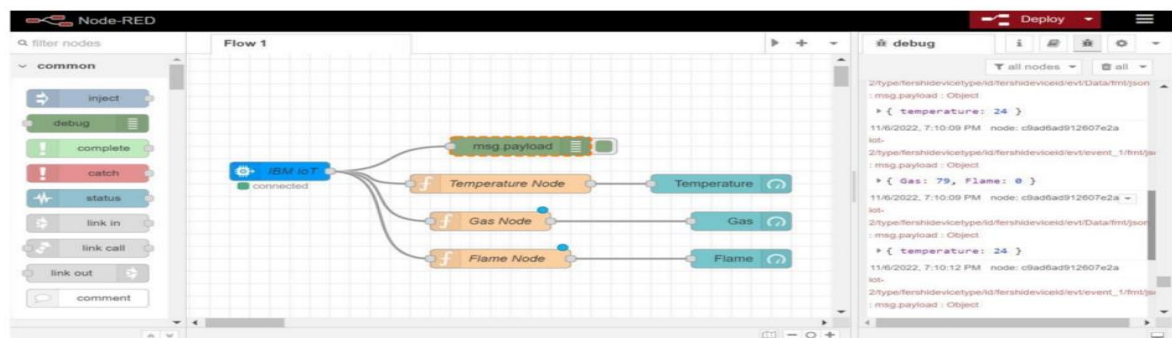 Node-RED
Deploy
filter nodes
Flow 1
debug
i
common
all nodes
all
inject
debug
complete
catch
status
link in
link call
link out
comment
msg.payload
IBM IoT
connected
Temperature Node
Temperature
Gas Node
Gas
Flame Node
Flame
2/type/fershidevicetype/id/fershideviceid/evt/Data/fmt/json
: msg.payload : Object
{ temperature: 24 }
11/6/2022, 7:10:09 PM node: c9ad6ad912607e2a
iot-
2/type/fershidevicetype/id/fershideviceid/evt/event_1/fmt/js
: msg.payload : Object
{ Gas: 79, Flame: 0 }
11/6/2022, 7:10:09 PM node: c9ad6ad912607e2a
iot-
2/type/fershidevicetype/id/fershideviceid/evt/Data/fmt/json
: msg.payload : Object
{ temperature: 24 }
11/6/2022, 7:10:12 PM node: c9ad6ad912607e2a
iot-
2/type/fershidevicetype/id/fershideviceid/evt/event_1/fmt/js
: msg.payload : Object